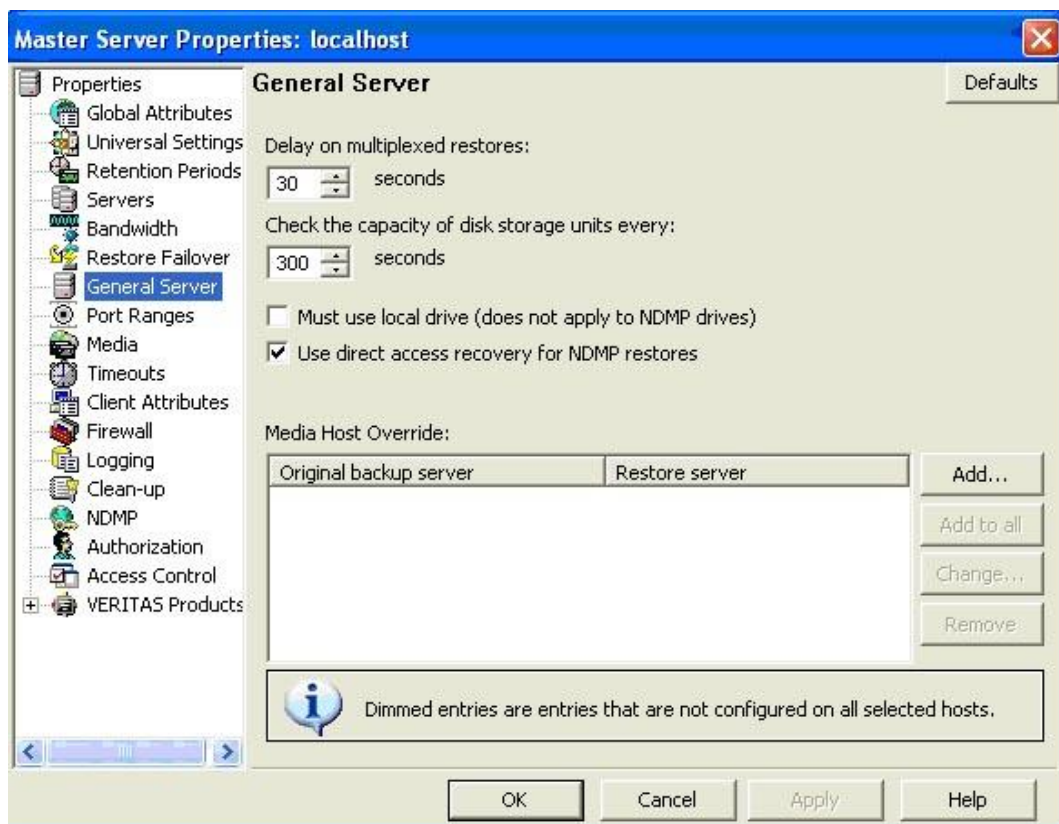 Master Server Properties: localhost
Properties
Global Attributes
Universal Settings
Retention Periods
Servers
Bandwidth
Restore Failover
General Server
Port Ranges
Media
Timeouts
Client Attributes
Firewall
Logging
Clean-up
NDMP
Authorization
Access Control
VERITAS Products
General Server
Defaults
Delay on multiplexed restores:
30 seconds
Check the capacity of disk storage units every:
300 seconds
Must use local drive (does not apply to NDMP drives)
Use direct access recovery for NDMP restores
Media Host Override:
Original backup server Restore server
Add...
Add to all
Change...
Remove
Dimmed entries are entries that are not configured on all selected hosts.
OK Cancel Apply Help